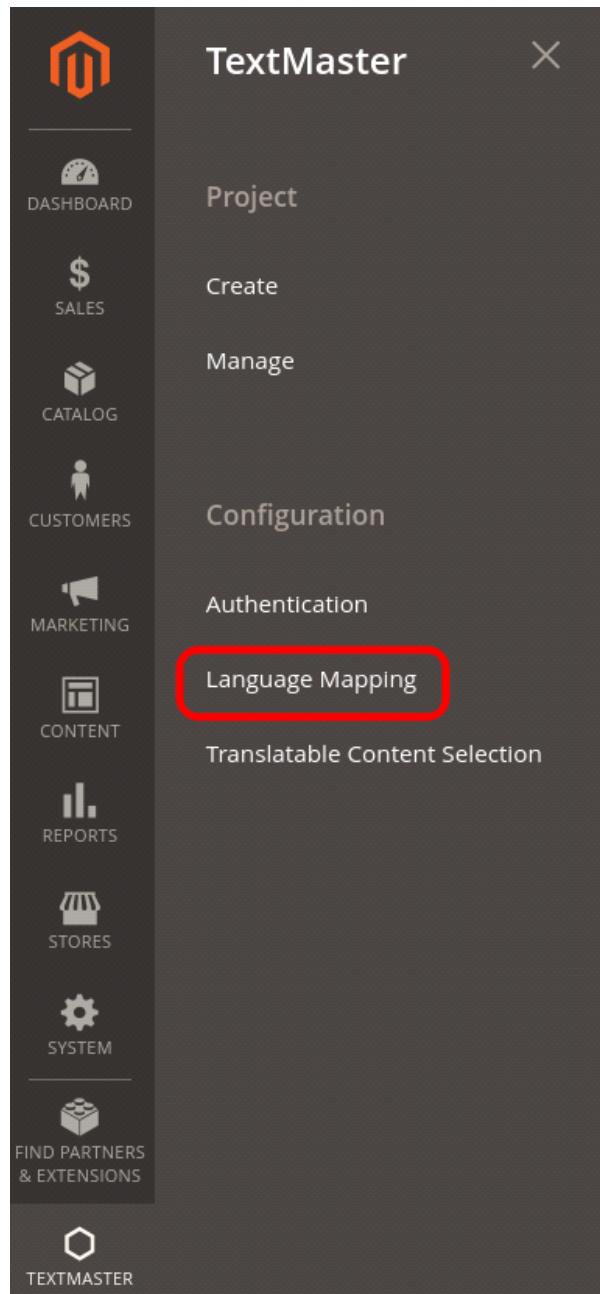 TextMaster
Project
Create
Manage
Configuration
Authentication
Language Mapping
Translatable Content Selection
DASHBOARD
SALES
CATALOG
CUSTOMERS
MARKETING
CONTENT
REPORTS
STORES
SYSTEM
FIND PARTNERS
& EXTENSIONS
TEXTMASTER